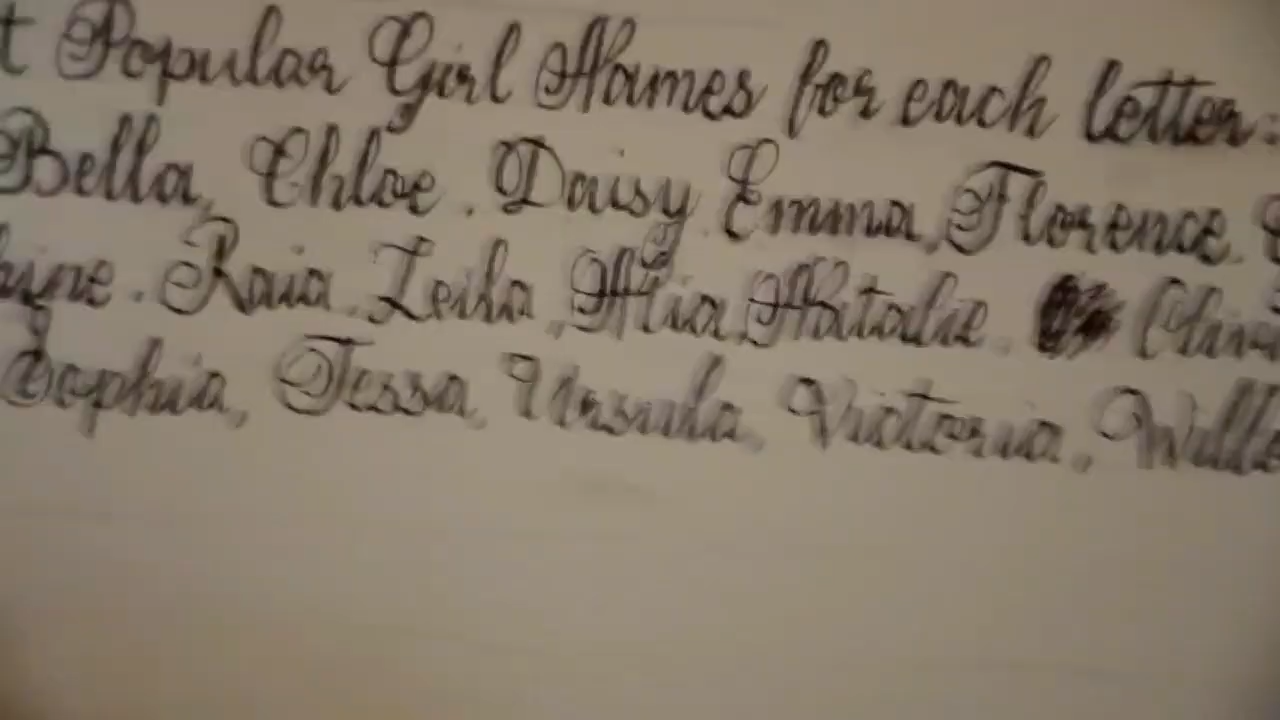 t Popular Girl Names for each letter:
Bella, Chloe. Daisy. Emma, Florence.
Raia. Leila, Mia, Natalie.
Sophia, Tessa, Ursula, Victoria.